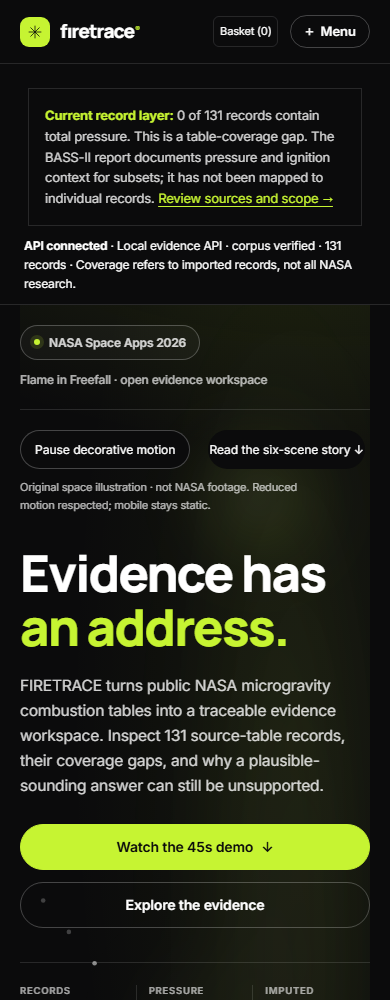 firetrace
Basket (0)
+ Menu
Current record layer: 0 of 131 records contain
total pressure. This is a table-coverage gap. The
BASS-II report documents pressure and ignition
context for subsets; it has not been mapped to
individual records. Review sources and scope →
API connected · Local evidence API · corpus verified · 131
records · Coverage refers to imported records, not all NASA
research.
NASA Space Apps 2026
Flame in Freefall · open evidence workspace
Pause decorative motion
Read the six-scene story ↓
Original space illustration · not NASA footage. Reduced
motion respected; mobile stays static.
Evidence has
an address.
FIRETRACE turns public NASA microgravity
combustion tables into a traceable evidence
workspace. Inspect 131 source-table records,
their coverage gaps, and why a plausible-
sounding answer can still be unsupported.
Watch the 45s demo ↓
Explore the evidence
RECORDS
PRESSURE
IMPUTED